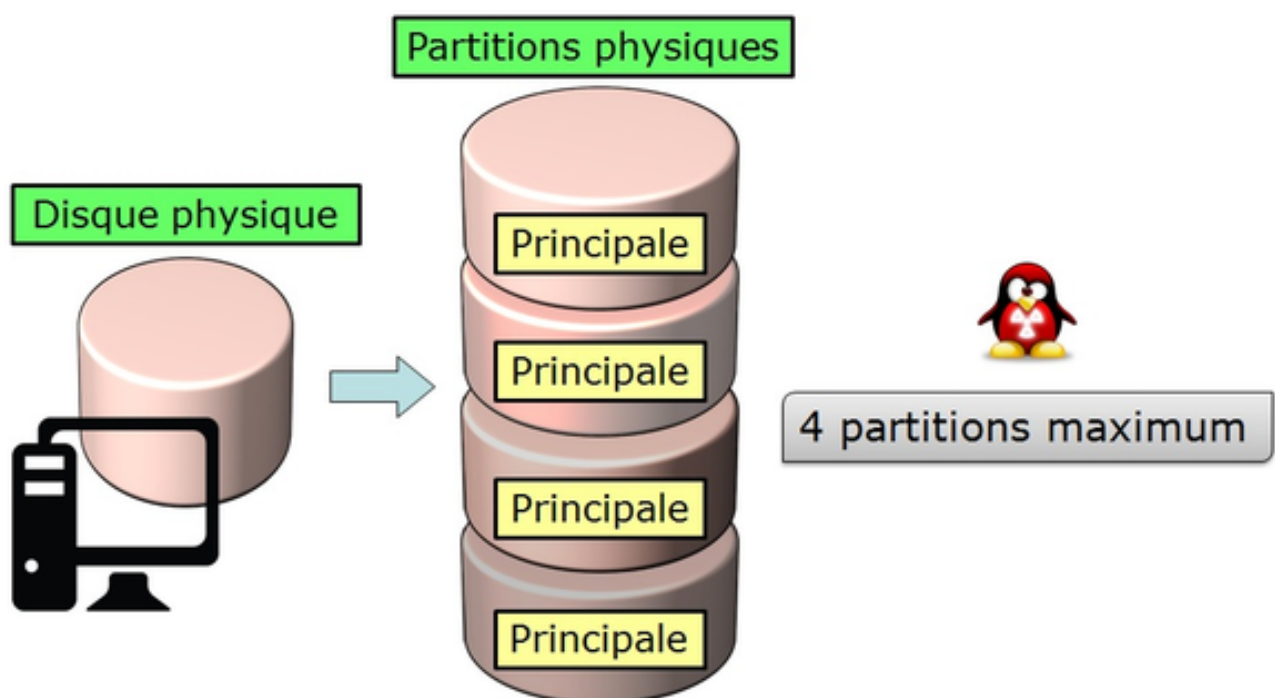 Partitions physiques
Disque physique
Principale
Principale
4 partitions maximum
Principale
Principale